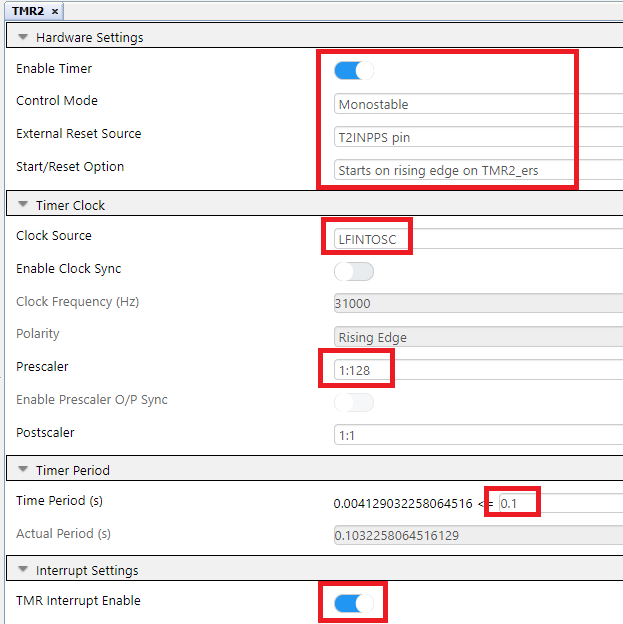 TMR2 ×
Hardware Settings
Enable Timer
Control Mode Monostable
External Reset Source T2INPPS pin
Start/Reset Option Starts on rising edge on TMR2_ers
Timer Clock
Clock Source LFINTOSC
Enable Clock Sync
Clock Frequency (Hz) 31000
Polarity Rising Edge
Prescaler 1:128
Enable Prescaler O/P Sync
Postscaler 1:1
Timer Period
Time Period (s) 0.004129032258064516 <= 0.1
Actual Period (s) 0.1032258064516129
Interrupt Settings
TMR Interrupt Enable